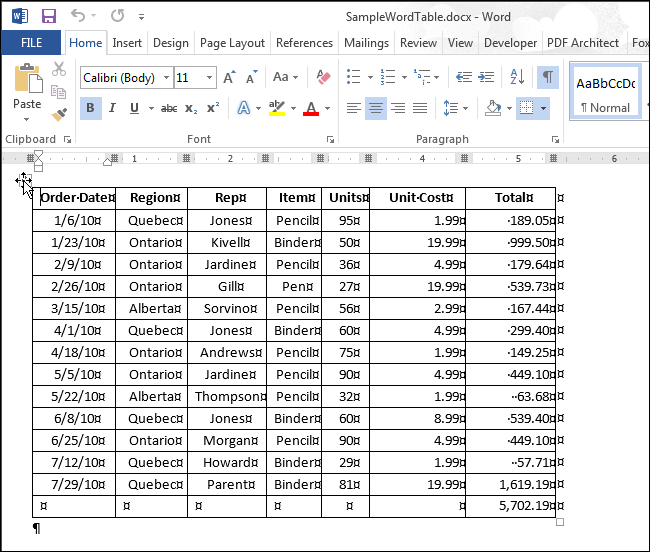 SampleWordTable.docx - Word
FILE Home Insert Design Page Layout References Mailings Review View Developer PDF Architect Fox
Paste
Calibri (Body) 11
B I U abc X₂ X² A
AaBbCcDc
¶ Normal
Clipboard Font Paragraph
1 2 3 4 5 6
Order·Date¤ Region¤ Rep¤ Item¤ Units¤ Unit·Cost¤ Total¤ ¤
1/6/10¤ Quebec¤ Jones¤ Pencil¤ 95¤ 1.99¤ ·189.05¤ ¤
1/23/10¤ Ontario¤ Kivell¤ Binder¤ 50¤ 19.99¤ ·999.50¤ ¤
2/9/10¤ Ontario¤ Jardine¤ Pencil¤ 36¤ 4.99¤ ·179.64¤ ¤
2/26/10¤ Ontario¤ Gill¤ Pen¤ 27¤ 19.99¤ ·539.73¤ ¤
3/15/10¤ Alberta¤ Sorvino¤ Pencil¤ 56¤ 2.99¤ ·167.44¤ ¤
4/1/10¤ Quebec¤ Jones¤ Binder¤ 60¤ 4.99¤ ·299.40¤ ¤
4/18/10¤ Ontario¤ Andrews¤ Pencil¤ 75¤ 1.99¤ ·149.25¤ ¤
5/5/10¤ Ontario¤ Jardine¤ Pencil¤ 90¤ 4.99¤ ·449.10¤ ¤
5/22/10¤ Alberta¤ Thompson¤ Pencil¤ 32¤ 1.99¤ ··63.68¤ ¤
6/8/10¤ Quebec¤ Jones¤ Binder¤ 60¤ 8.99¤ ·539.40¤ ¤
6/25/10¤ Ontario¤ Morgan¤ Pencil¤ 90¤ 4.99¤ ·449.10¤ ¤
7/12/10¤ Quebec¤ Howard¤ Binder¤ 29¤ 1.99¤ ··57.71¤ ¤
7/29/10¤ Quebec¤ Parent¤ Binder¤ 81¤ 19.99¤ 1,619.19¤ ¤
¤ ¤ ¤ ¤ ¤ ¤ 5,702.19¤ ¤
¶